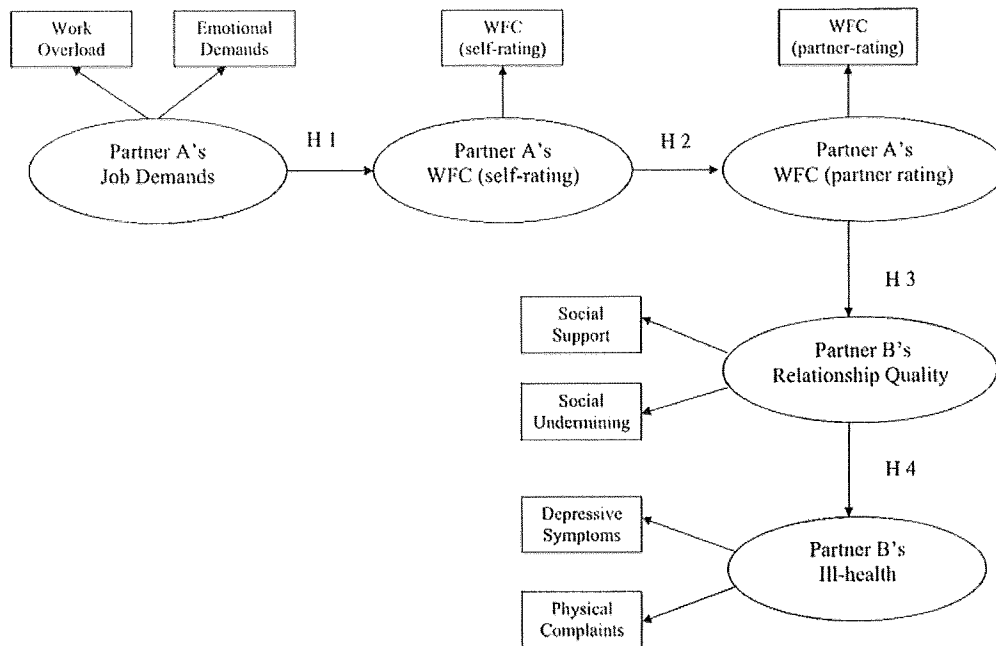 Work
Overload
Emotional
Demands
WFC
(self-rating)
WFC
(partner-rating)
Partner A's
Job Demands
H 1
Partner A's
WFC (self-rating)
H 2
Partner A's
WFC (partner rating)
H 3
Social
Support
Partner B's
Relationship Quality
Social
Undermining
H 4
Depressive
Symptoms
Partner B's
Ill-health
Physical
Complaints